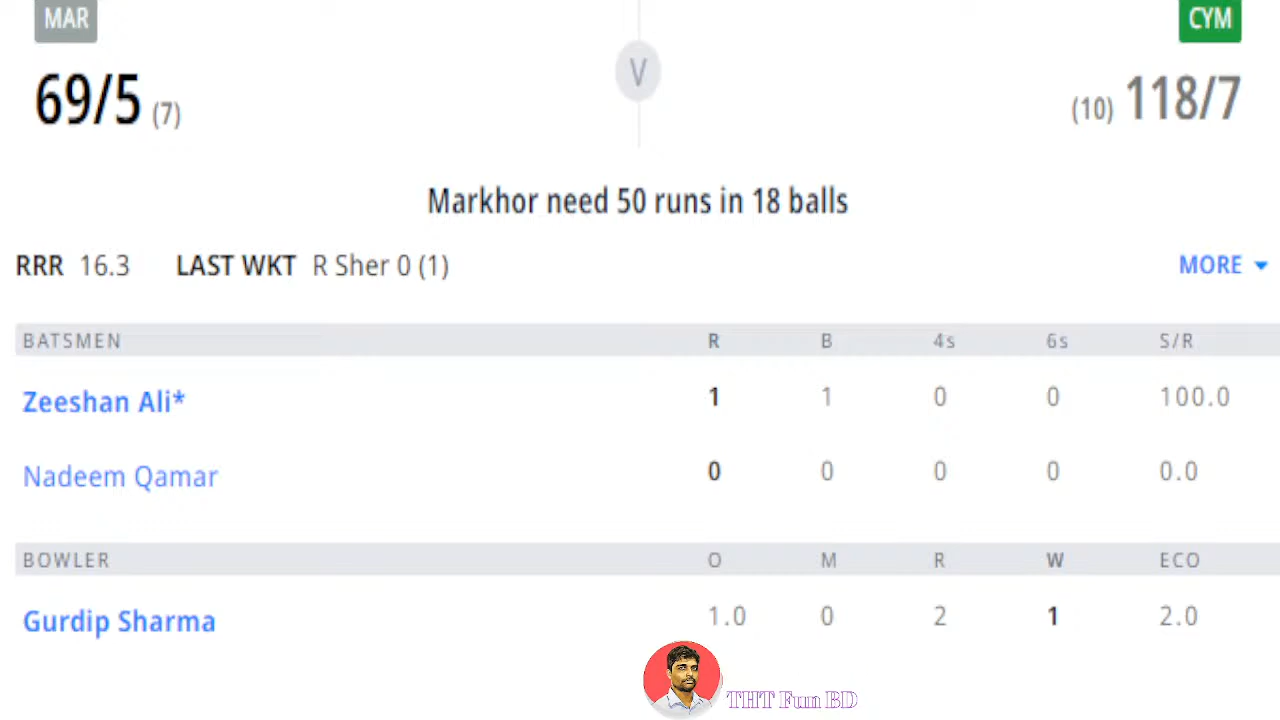 MAR CYM
V
69/5 (7) (10) 118/7
Markhor need 50 runs in 18 balls
RRR 16.3 LAST WKT R Sher 0 (1) MORE
BATSMEN R B 4s 6s S/R
Zeeshan Ali* 1 1 0 0 100.0
Nadeem Qamar 0 0 0 0 0.0
BOWLER O M R W ECO
Gurdip Sharma 1.0 0 2 1 2.0
THT Fun BD